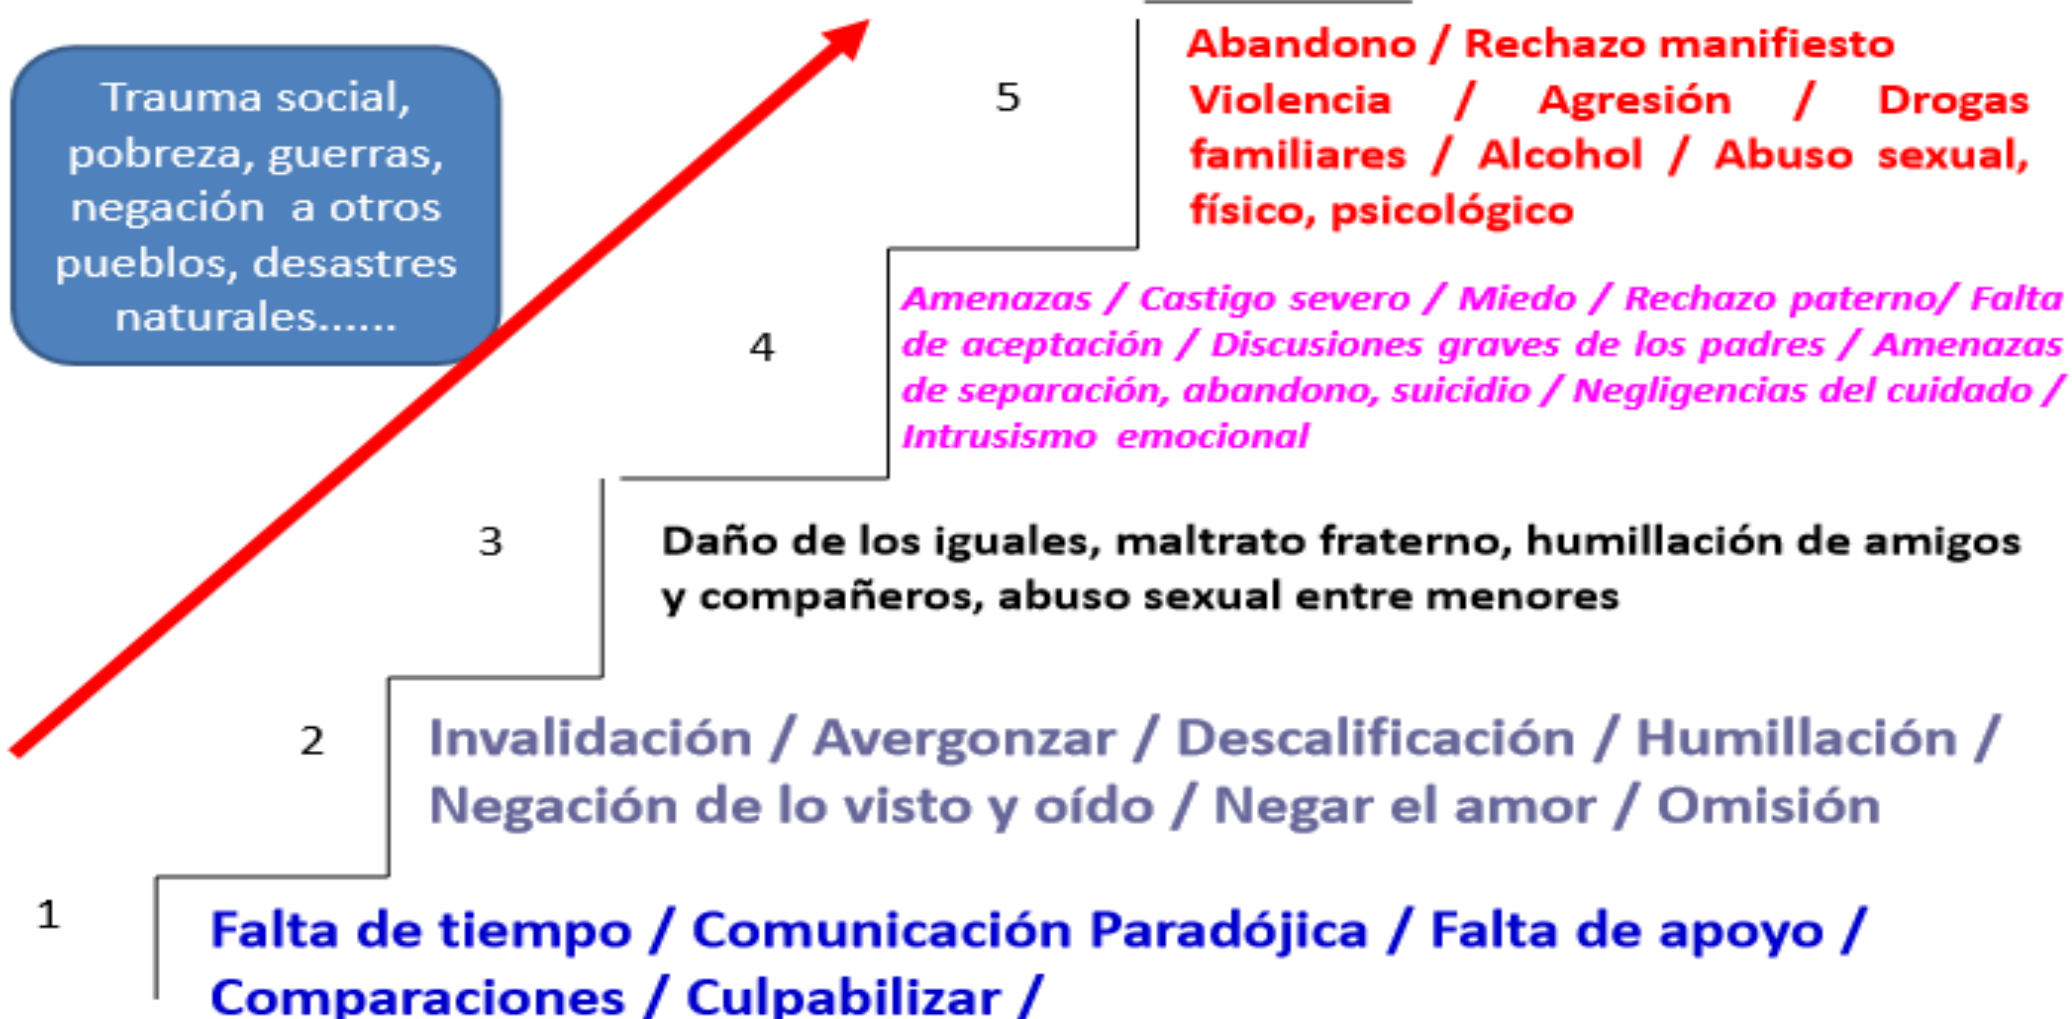 Trauma social,
pobreza, guerras,
negación a otros
pueblos, desastres
naturales......
5
Abandono / Rechazo manifiesto
Violencia / Agresión / Drogas
familiares / Alcohol / Abuso sexual,
físico, psicológico
4
Amenazas / Castigo severo / Miedo / Rechazo paterno/ Falta
de aceptación / Discusiones graves de los padres / Amenazas
de separación, abandono, suicidio / Negligencias del cuidado /
Intrusismo emocional
3
Daño de los iguales, maltrato fraterno, humillación de amigos
y compañeros, abuso sexual entre menores
2
Invalidación / Avergonzar / Descalificación / Humillación /
Negación de lo visto y oído / Negar el amor / Omisión
1
Falta de tiempo / Comunicación Paradójica / Falta de apoyo /
Comparaciones / Culpabilizar /